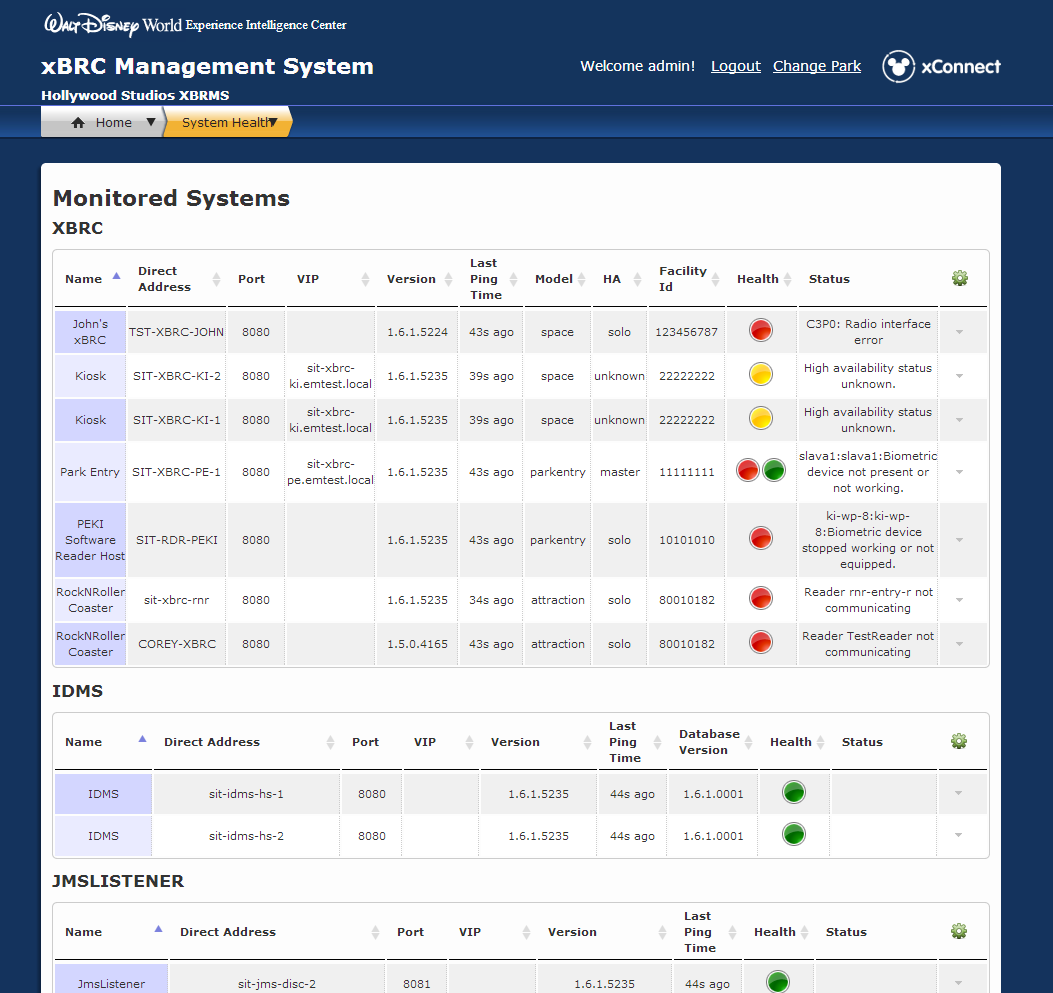 Walt Disney World Experience Intelligence Center
xBRC Management System
Welcome admin! Logout Change Park xConnect
Hollywood Studios XBRMS
Home ▼ System Health▼
Monitored Systems
XBRC
Name Direct Address Port VIP Version Last Ping Time Model HA Facility Id Health Status
John's xBRC TST-XBRC-JOHN 8080 1.6.1.5224 43s ago space solo 123456787 C3P0: Radio interface error
Kiosk SIT-XBRC-KI-2 8080 sit-xbrc-ki.emtest.local 1.6.1.5235 39s ago space unknown 22222222 High availability status unknown.
Kiosk SIT-XBRC-KI-1 8080 sit-xbrc-ki.emtest.local 1.6.1.5235 39s ago space unknown 22222222 High availability status unknown.
Park Entry SIT-XBRC-PE-1 8080 sit-xbrc-pe.emtest.local 1.6.1.5235 43s ago parkentry master 11111111 slava1:slava1:Biometric device not present or not working.
PEKI Software Reader Host SIT-RDR-PEKI 8080 1.6.1.5235 43s ago parkentry solo 10101010 ki-wp-8:ki-wp-8:Biometric device stopped working or not equipped.
RockNRoller Coaster sit-xbrc-rnr 8080 1.6.1.5235 34s ago attraction solo 80010182 Reader rnr-entry-r not communicating
RockNRoller Coaster COREY-XBRC 8080 1.5.0.4165 43s ago attraction solo 80010182 Reader TestReader not communicating
IDMS
Name Direct Address Port VIP Version Last Ping Time Database Version Health Status
IDMS sit-idms-hs-1 8080 1.6.1.5235 44s ago 1.6.1.0001
IDMS sit-idms-hs-2 8080 1.6.1.5235 44s ago 1.6.1.0001
JMSLISTENER
Name Direct Address Port VIP Version Last Ping Time Health Status
JmsListener sit-jms-disc-2 8081 1.6.1.5235 44s ago